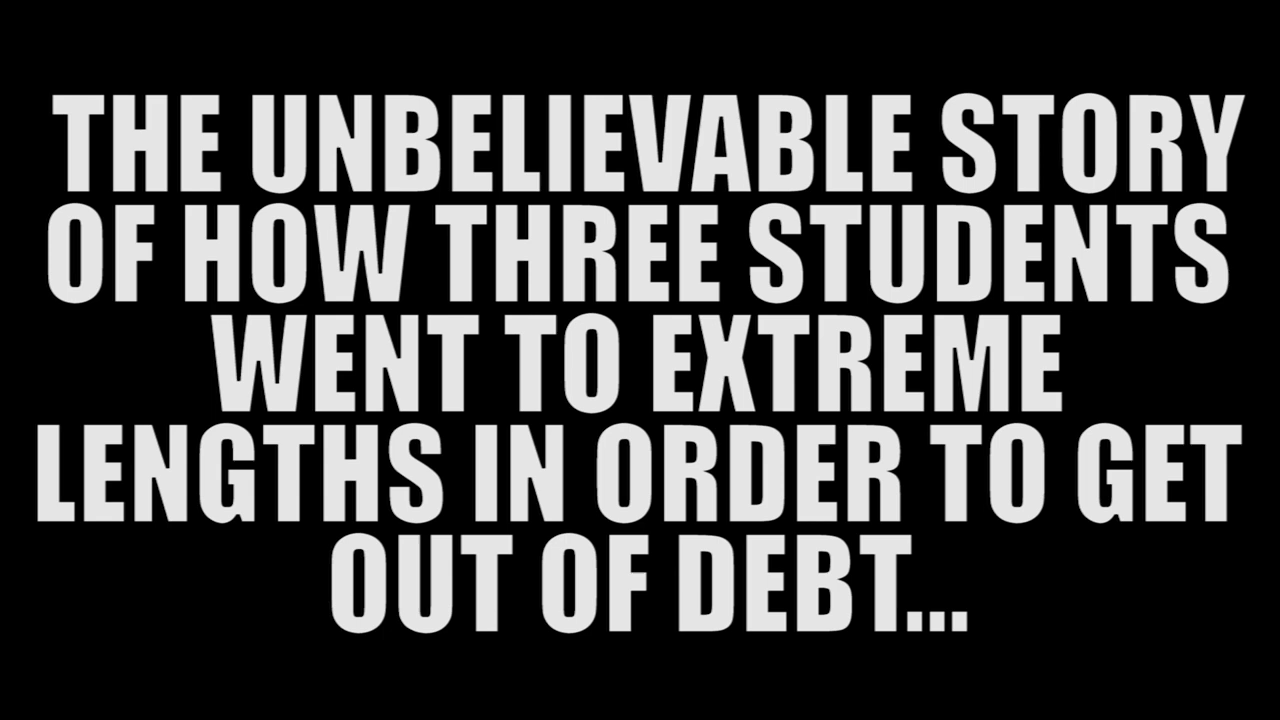 THE UNBELIEVABLE STORY
OF HOW THREE STUDENTS
WENT TO EXTREME
LENGTHS IN ORDER TO GET
OUT OF DEBT...